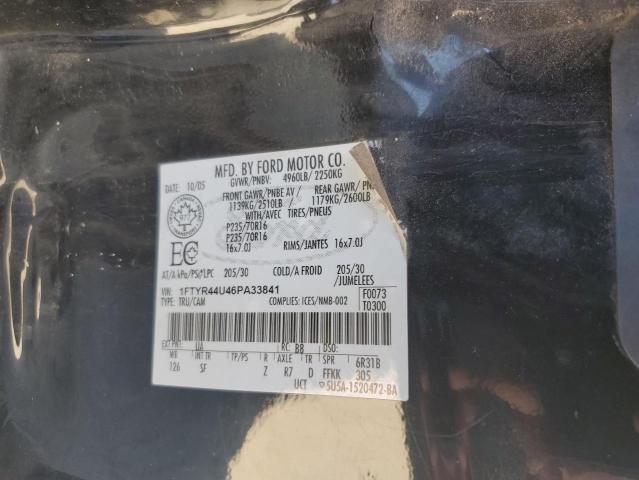 MFD. BY FORD MOTOR CO.
DATE: 10/05
GVWR/PNBV: 4960LB/ 2250KG
FRONT GAWR/PNBE AV/ REAR GAWR/
1139KG/2510LB 1179KG/2600LB
WITH/AVEC TIRES/PNEUS
P235/70R16
P235/70R16
16x7.0J RIMS/JANTES 16x7.0J
EC
AT/A kPa/PSI/LPC 205/30 COLD/A FROID 205/30
/JUMELEES
VIN: 1FTYR44U46PA33841
TYPE: TRU/CAM COMPLIES: ICES/NMB-002
F0073
T0300
EXT PNT: UA RC: B8 DSO:
WB INT TR TP/PS R AXLE TR SPR 6R31B
126 SF Z R7 D FFKK 305
UCT 5U5A-1520472-BA